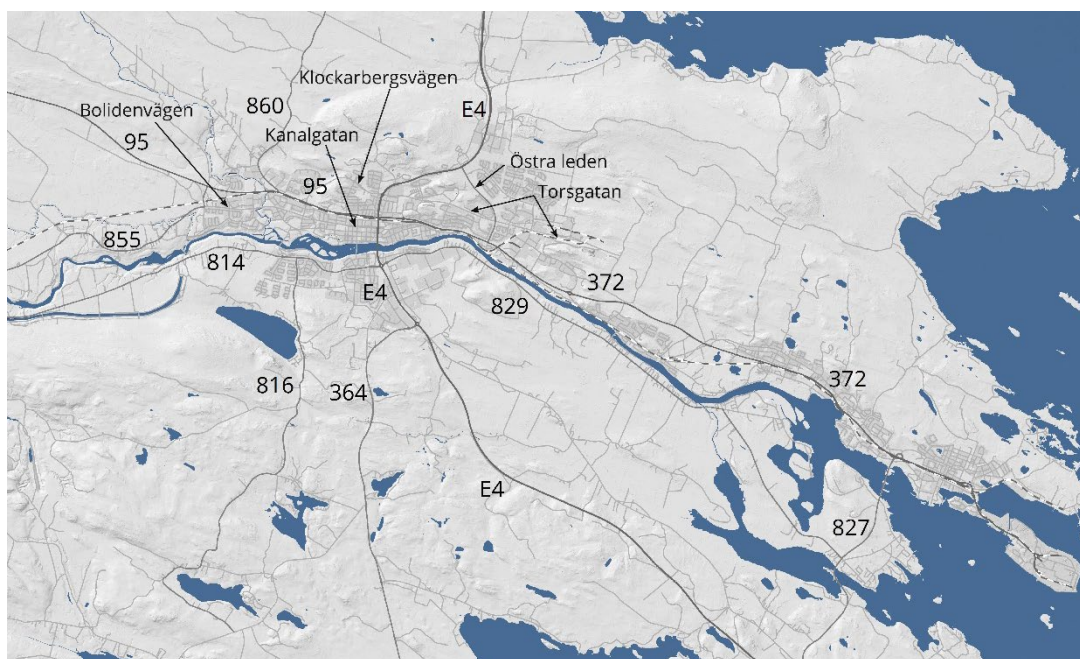 Klockarbergsvägen
860
Bolidenvägen
E4
Kanalgatan
95
Östra leden
95
Torsgatan
855
814
372
E4
829
372
816
364
E4
827